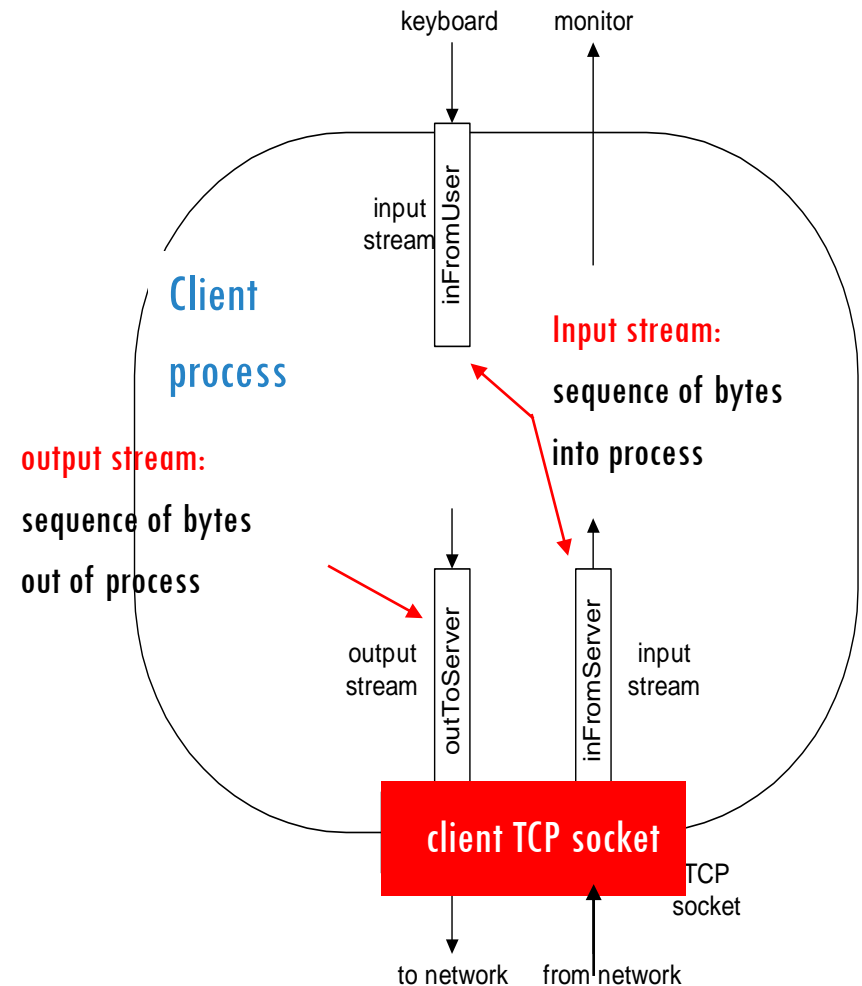 keyboard
monitor
input
stream
inFromUser
Client
process
Input stream:
sequence of bytes
into process
output stream:
sequence of bytes
out of process
output
stream
outToServer
inFromServer
input
stream
client TCP socket
TCP
socket
to network
from network